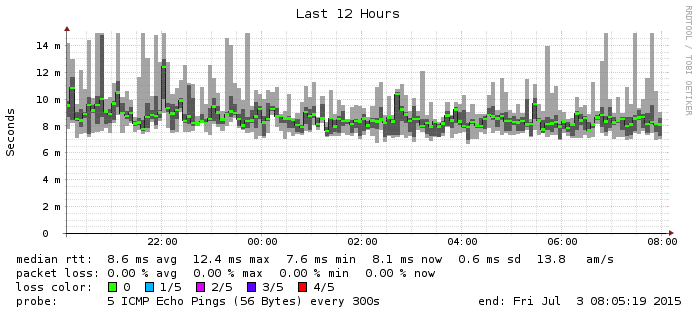 Last 12 Hours
RRDTOOL / TOBI OETIKER
Seconds
14 m
12 m
10 m
8 m
6 m
4 m
2 m
0
22:00 00:00 02:00 04:00 06:00 08:00
median rtt: 8.6 ms avg 12.4 ms max 7.6 ms min 8.1 ms now 0.6 ms sd 13.8 am/s
packet loss: 0.00 % avg 0.00 % max 0.00 % min 0.00 % now
loss color: 0 1/5 2/5 3/5 4/5
probe: 5 ICMP Echo Pings (56 Bytes) every 300s end: Fri Jul 3 08:05:19 2015